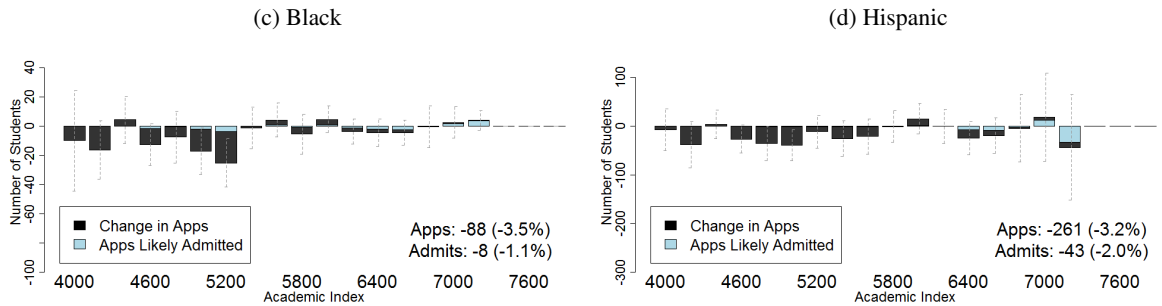 (c) Black
Number of Students
40
20
0
-20
-40
-60
-100
Change in Apps
Apps Likely Admitted
Apps: -88 (-3.5%)
Admits: -8 (-1.1%)
4000 4600 5200 5800 6400 7000 7600
Academic Index
(d) Hispanic
Number of Students
100
0
-100
-200
-300
Change in Apps
Apps Likely Admitted
Apps: -261 (-3.2%)
Admits: -43 (-2.0%)
4000 4600 5200 5800 6400 7000 7600
Academic Index